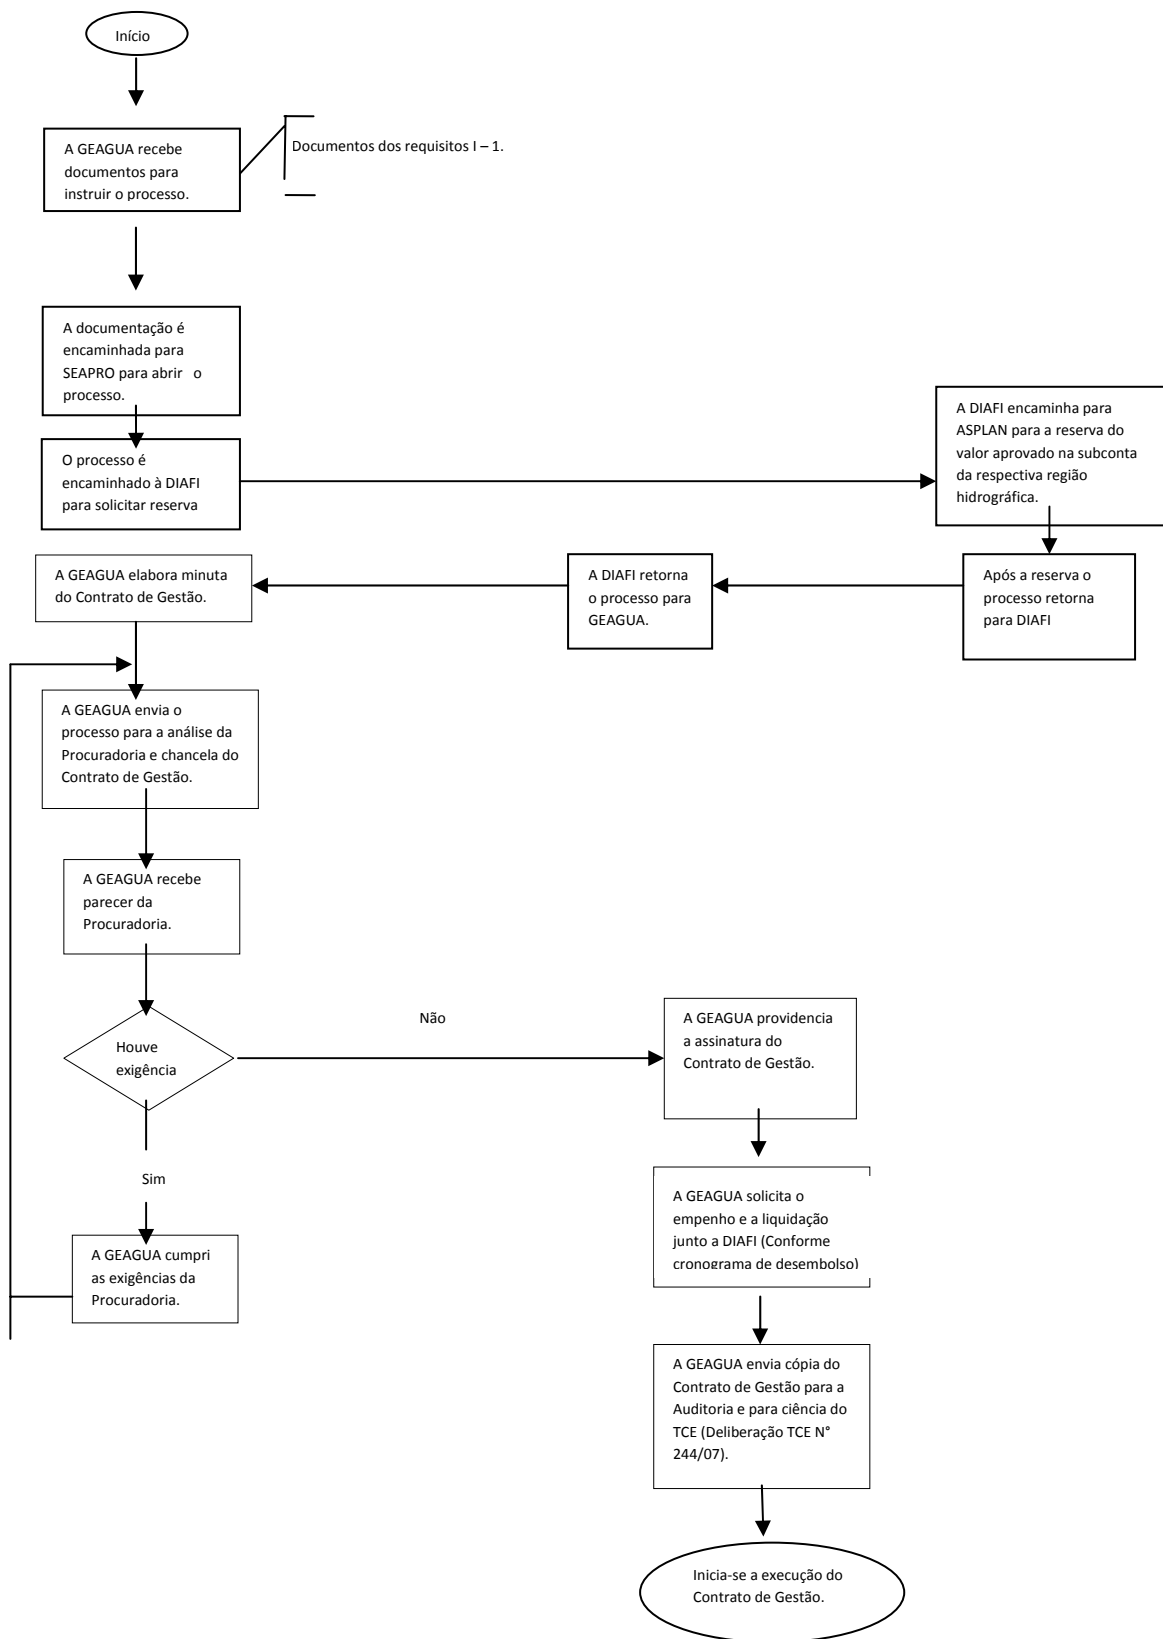 Início
A GEAGUA recebe
documentos para
instruir o processo.
Documentos dos requisitos I – 1.
A documentação é
encaminhada para
SEAPRO para abrir o
processo.
O processo é
encaminhado à DIAFI
para solicitar reserva
A DIAFI encaminha para
ASPLAN para a reserva do
valor aprovado na subconta
da respectiva região
hidrográfica.
Após a reserva o
processo retorna
para DIAFI
A DIAFI retorna
o processo para
GEAGUA.
A GEAGUA elabora minuta
do Contrato de Gestão.
A GEAGUA envia o
processo para a análise da
Procuradoria e chancela do
Contrato de Gestão.
A GEAGUA recebe
parecer da
Procuradoria.
Houve
exigência
Não
Sim
A GEAGUA cumpri
as exigências da
Procuradoria.
A GEAGUA providencia
a assinatura do
Contrato de Gestão.
A GEAGUA solicita o
empenho e a liquidação
junto a DIAFI (Conforme
cronograma de desembolso)
A GEAGUA envia cópia do
Contrato de Gestão para a
Auditoria e para ciência do
TCE (Deliberação TCE N°
244/07).
Inicia-se a execução do
Contrato de Gestão.